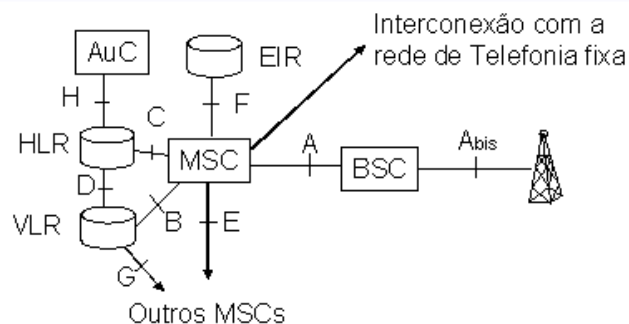 Interconexão com a
rede de Telefonia fixa
AuC
EIR
H
C
F
HLR
MSC
A
BSC
Abis
D
VLR
B
E
G
Outros MSCs